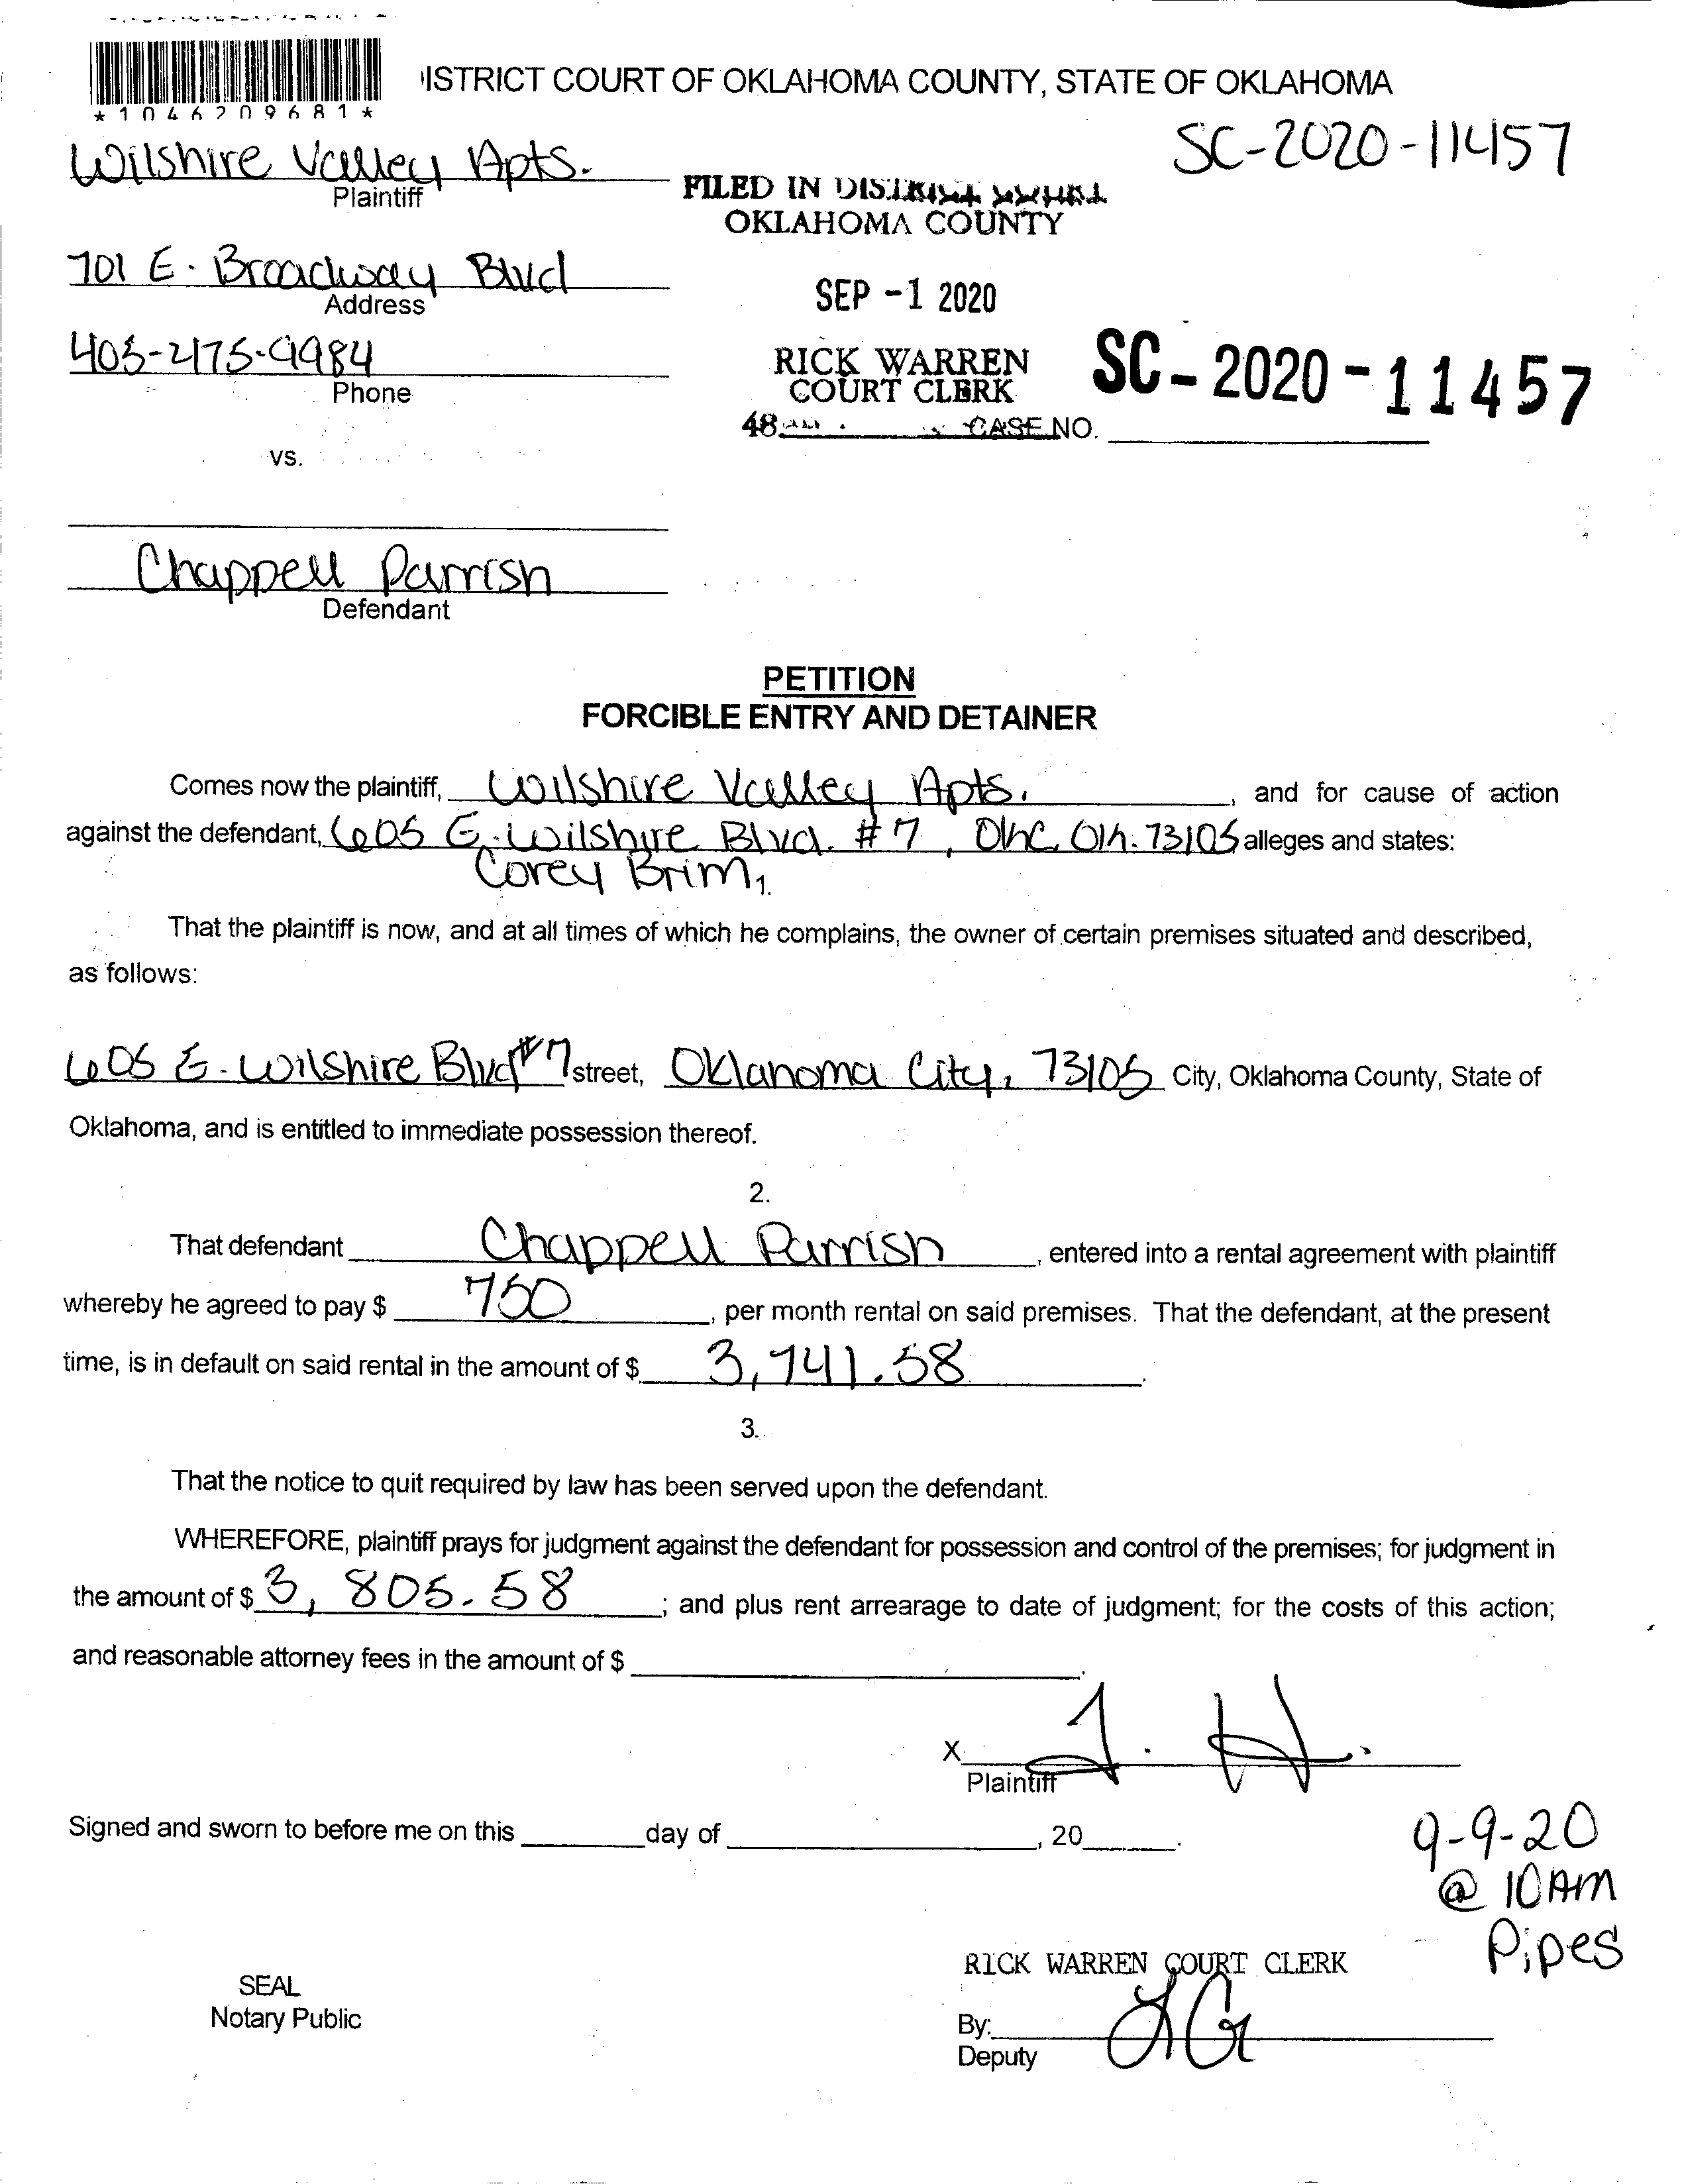 *1046209681*
ISTRICT COURT OF OKLAHOMA COUNTY, STATE OF OKLAHOMA
SC-2020-11457
Wilshire Valley Apts.
Plaintiff
FILED IN DISTRICT COURT
OKLAHOMA COUNTY
701 E. Broadway Blvd
Address
SEP -1 2020
405-475-9984
Phone
RICK WARREN
COURT CLERK
SC-2020-11457
48
CASE NO.
vs.
Chappell Parrish
Defendant
PETITION
FORCIBLE ENTRY AND DETAINER
Comes now the plaintiff, Wilshire Valley Apts. , and for cause of action
against the defendant, 605 E. Wilshire Blvd. #7, OKC, OK. 73105 alleges and states:
Corey Brim
1.
That the plaintiff is now, and at all times of which he complains, the owner of certain premises situated and described,
as follows:
605 E. Wilshire Blvd #7 street, Oklahoma City, 73105 City, Oklahoma County, State of
Oklahoma, and is entitled to immediate possession thereof.
2.
That defendant Chappell Parrish , entered into a rental agreement with plaintiff
whereby he agreed to pay $ 750 , per month rental on said premises. That the defendant, at the present
time, is in default on said rental in the amount of $ 3,741.58 .
3.
That the notice to quit required by law has been served upon the defendant.
WHEREFORE, plaintiff prays for judgment against the defendant for possession and control of the premises; for judgment in
the amount of $ 3,805.58 ; and plus rent arrearage to date of judgment; for the costs of this action;
and reasonable attorney fees in the amount of $ .
X
Plaintiff
Signed and sworn to before me on this day of , 20 .
9-9-20
@ 10AM
Pipes
RICK WARREN COURT CLERK
SEAL
Notary Public
By:
Deputy